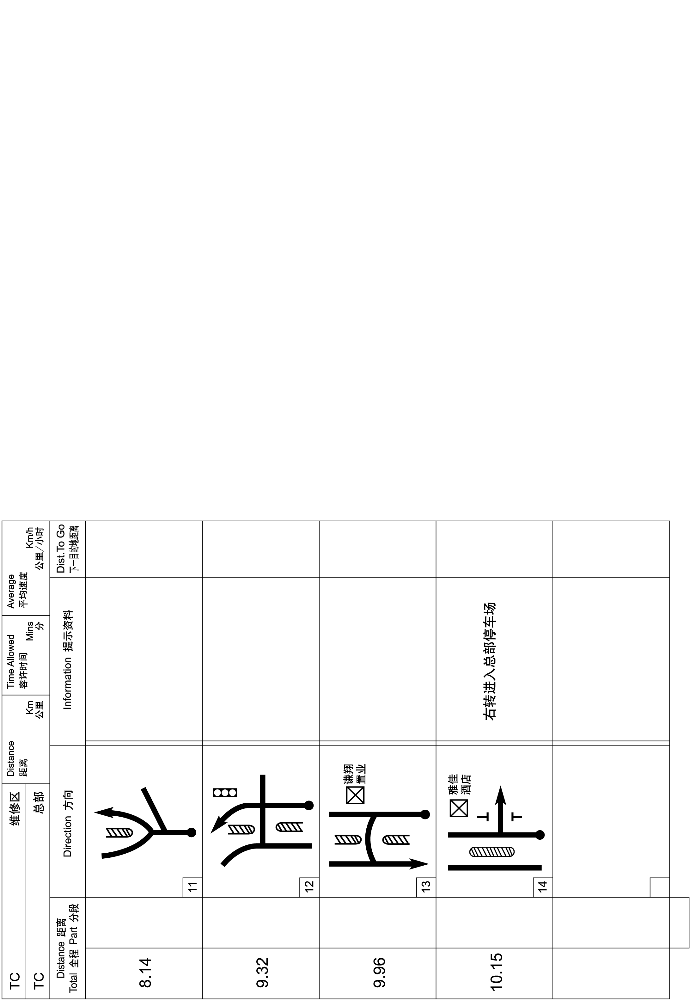 TC 维修区
TC 总部
Distance
距离
Km
公里
Time Allowed
容许时间
Mins
分
Average
平均速度
Km/h
公里/小时
Distance 距离
Total 全程 Part 分段
Direction 方向
Information 提示资料
Dist.To Go
下一目的地距离
8.14
11
9.32
12
9.96
13
谦翔
置业
10.15
14
雅佳
酒店
右转进入总部停车场